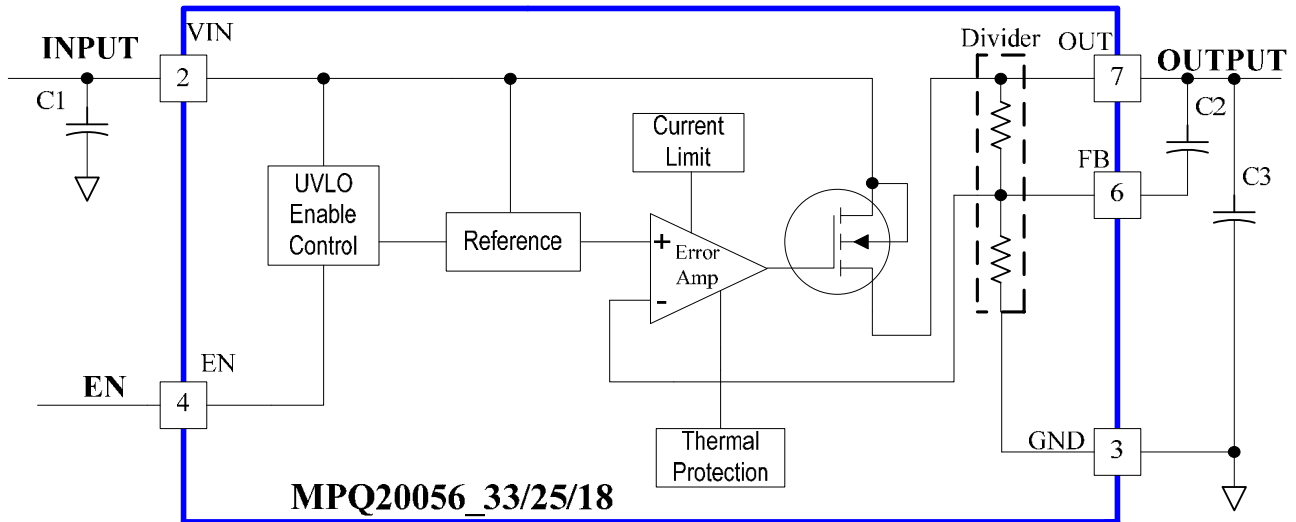 VIN
INPUT
2
C1
Divider
OUT
7
OUTPUT
C2
Current
Limit
UVLO
Enable
Control
Reference
+
Error
Amp
-
FB
6
C3
EN
EN
4
Thermal
Protection
GND
3
MPQ20056_33/25/18